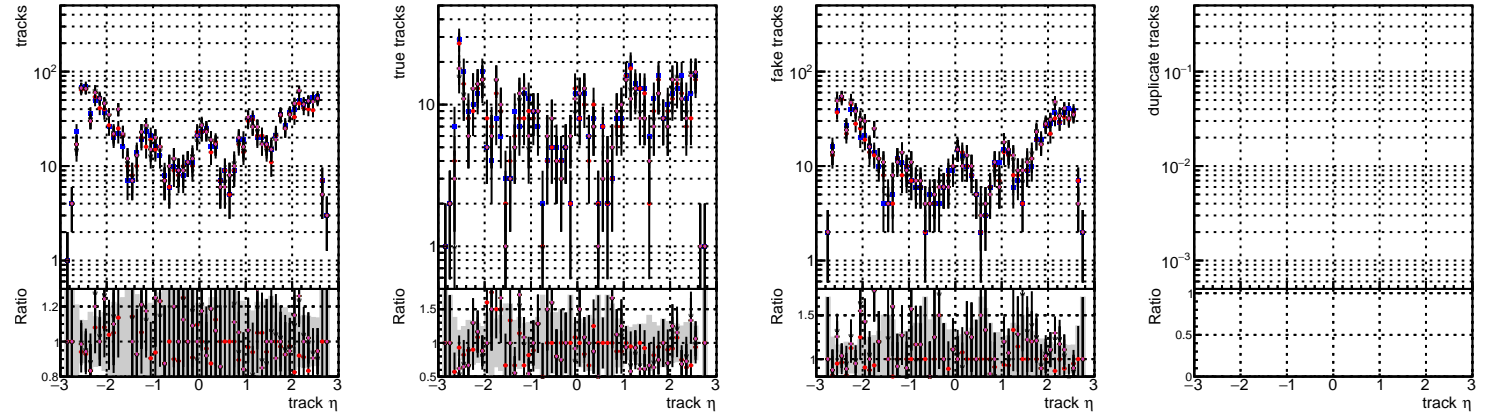 tracks
10²
10
1
Ratio
1.2
1
0.8
−3 −2 −1 0 1 2 3
track η
true tracks
10
1
Ratio
1.5
1
0.5
−3 −2 −1 0 1 2 3
track η
fake tracks
10²
10
1
Ratio
1.5
1
−3 −2 −1 0 1 2 3
track η
duplicate tracks
10⁻¹
10⁻²
10⁻³
Ratio
1
0.5
0
−3 −2 −1 0 1 2 3
track η